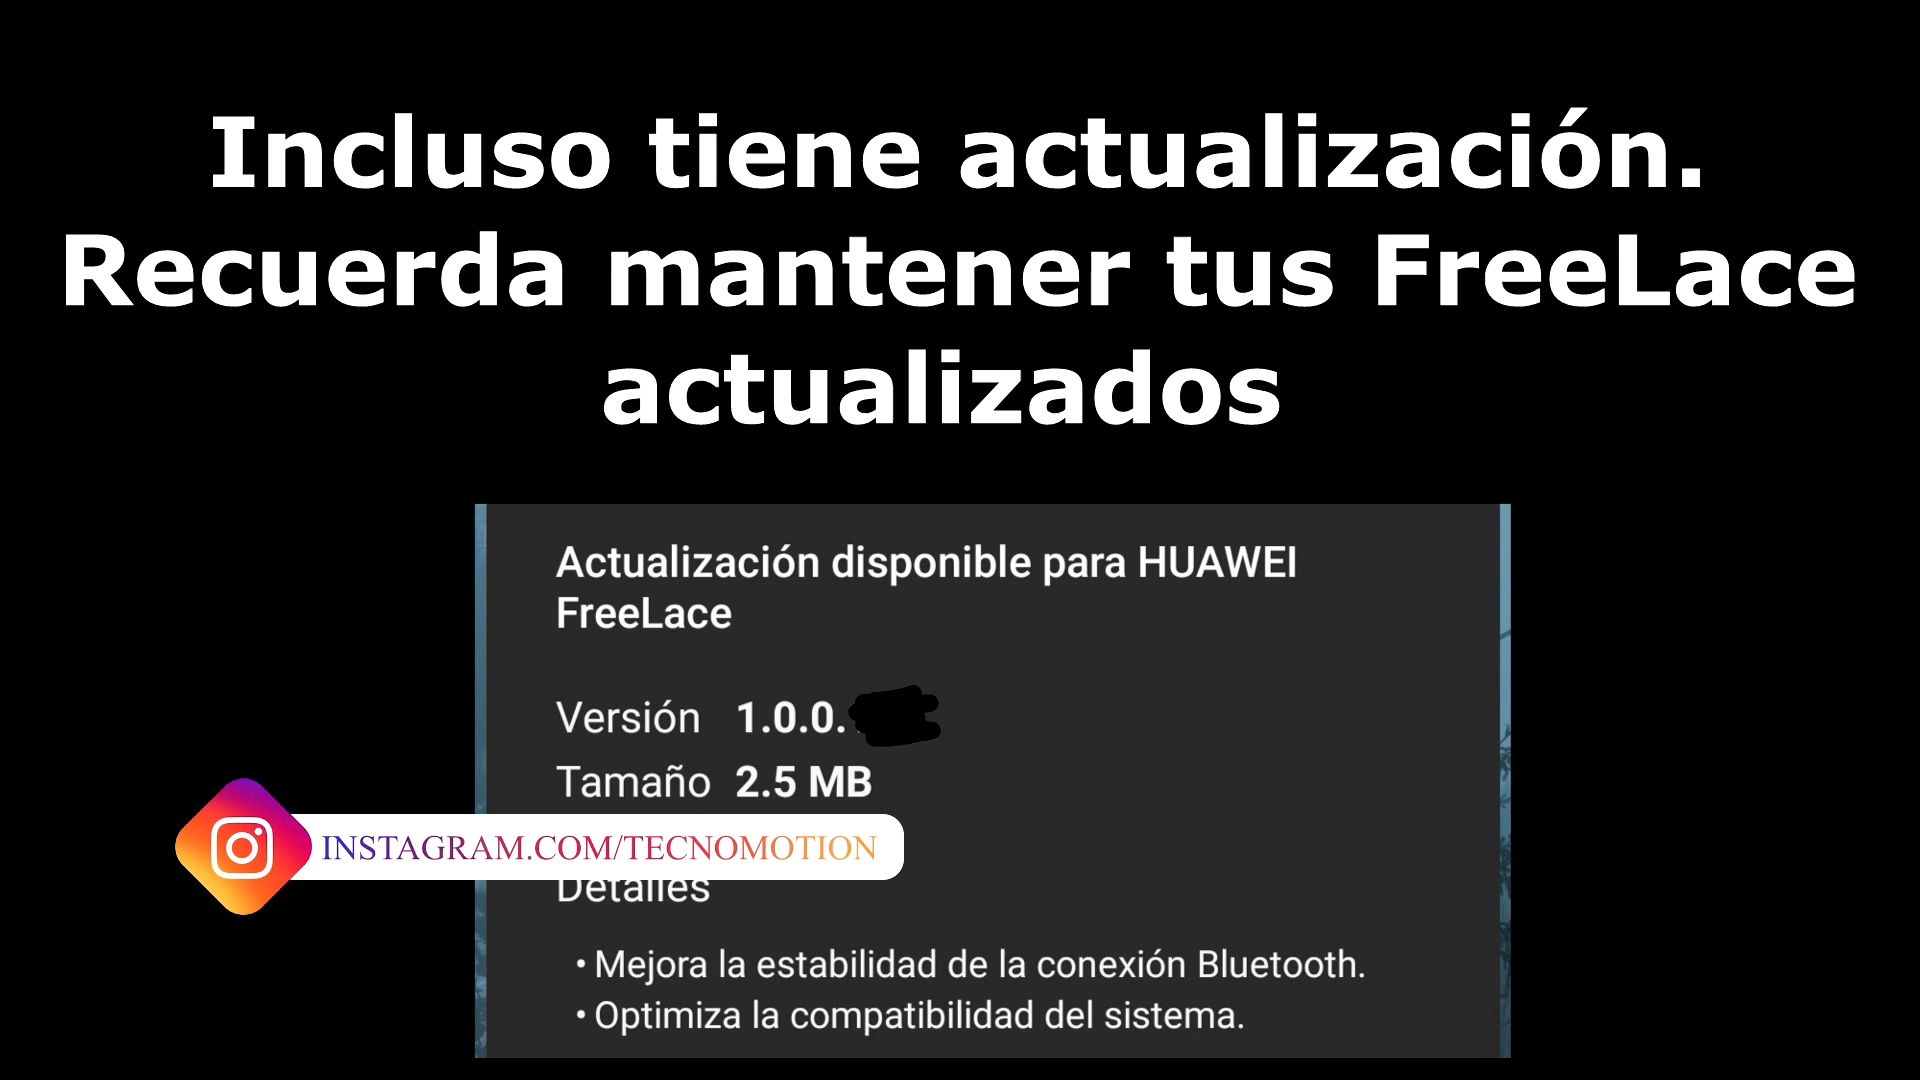 Incluso tiene actualización.
Recuerda mantener tus FreeLace
actualizados
Actualización disponible para HUAWEI
FreeLace
Versión 1.0.0.
Tamaño 2.5 MB
INSTAGRAM.COM/TECNOMOTION
Detalles
• Mejora la estabilidad de la conexión Bluetooth.
• Optimiza la compatibilidad del sistema.